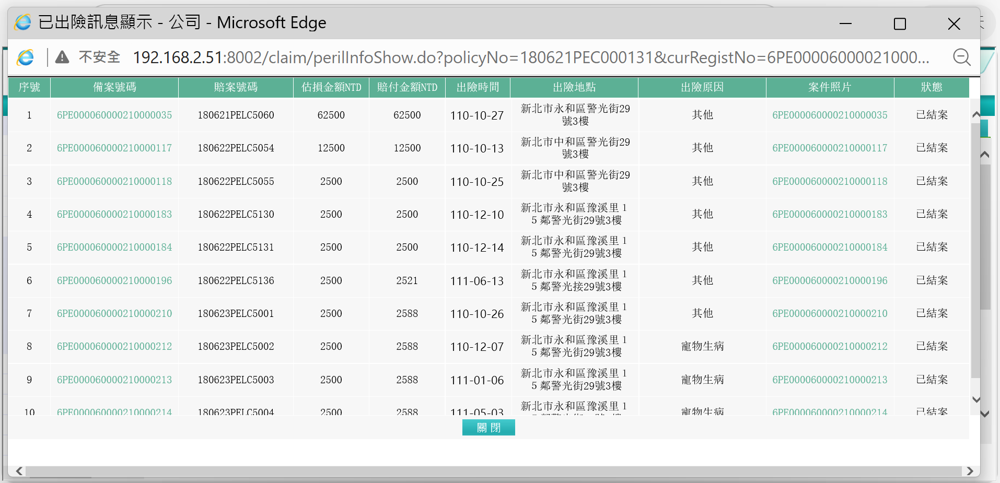 已出險訊息顯示 - 公司 - Microsoft Edge
不安全 192.168.2.51:8002/claim/perilInfoShow.do?policyNo=180621PEC000131&curRegistNo=6PE00006000021000...
序號 備案號碼 賠案號碼 估損金額NTD 賠付金額NTD 出險時間 出險地點 出險原因 案件照片 狀態
1 6PE000060000210000035 180621PELC5060 62500 62500 110-10-27 新北市永和區警光街29
號3樓 其他 6PE000060000210000035 已結案
2 6PE000060000210000117 180622PELC5054 12500 12500 110-10-13 新北市中和區警光街29
號3樓 其他 6PE000060000210000117 已結案
3 6PE000060000210000118 180622PELC5055 2500 2500 110-10-25 新北市中和區警光街29
號3樓 其他 6PE000060000210000118 已結案
4 6PE000060000210000183 180622PELC5130 2500 2500 110-12-10 新北市永和區豫溪里1
5鄰警光街29號3樓 其他 6PE000060000210000183 已結案
5 6PE000060000210000184 180622PELC5131 2500 2500 110-12-14 新北市永和區豫溪里1
5鄰警光街29號3樓 其他 6PE000060000210000184 已結案
6 6PE000060000210000196 180622PELC5136 2500 2521 111-06-13 新北市永和區豫溪里1
5鄰警光接29號3樓 其他 6PE000060000210000196 已結案
7 6PE000060000210000210 180623PELC5001 2500 2588 110-10-26 新北市永和區豫溪里1
5鄰警光街29號3樓 其他 6PE000060000210000210 已結案
8 6PE000060000210000212 180623PELC5002 2500 2588 110-12-07 新北市永和區豫溪里1
5鄰警光街29號3樓 寵物生病 6PE000060000210000212 已結案
9 6PE000060000210000213 180623PELC5003 2500 2588 111-01-06 新北市永和區豫溪里1
5鄰警光街29號3樓 寵物生病 6PE000060000210000213 已結案
10 6PE000060000210000214 180623PELC5004 2500 2588 111-05-03 新北市永和區豫溪里1
寵物生病 6PE000060000210000214 已結案
關閉